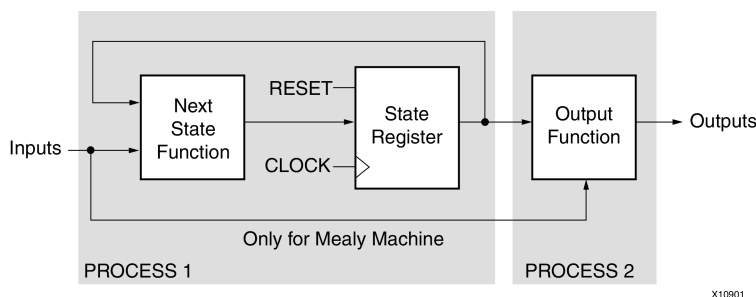 RESET
Next
State
Function
State
Register
Output
Function
Outputs
Inputs
CLOCK
Only for Mealy Machine
PROCESS 1
PROCESS 2
X10901